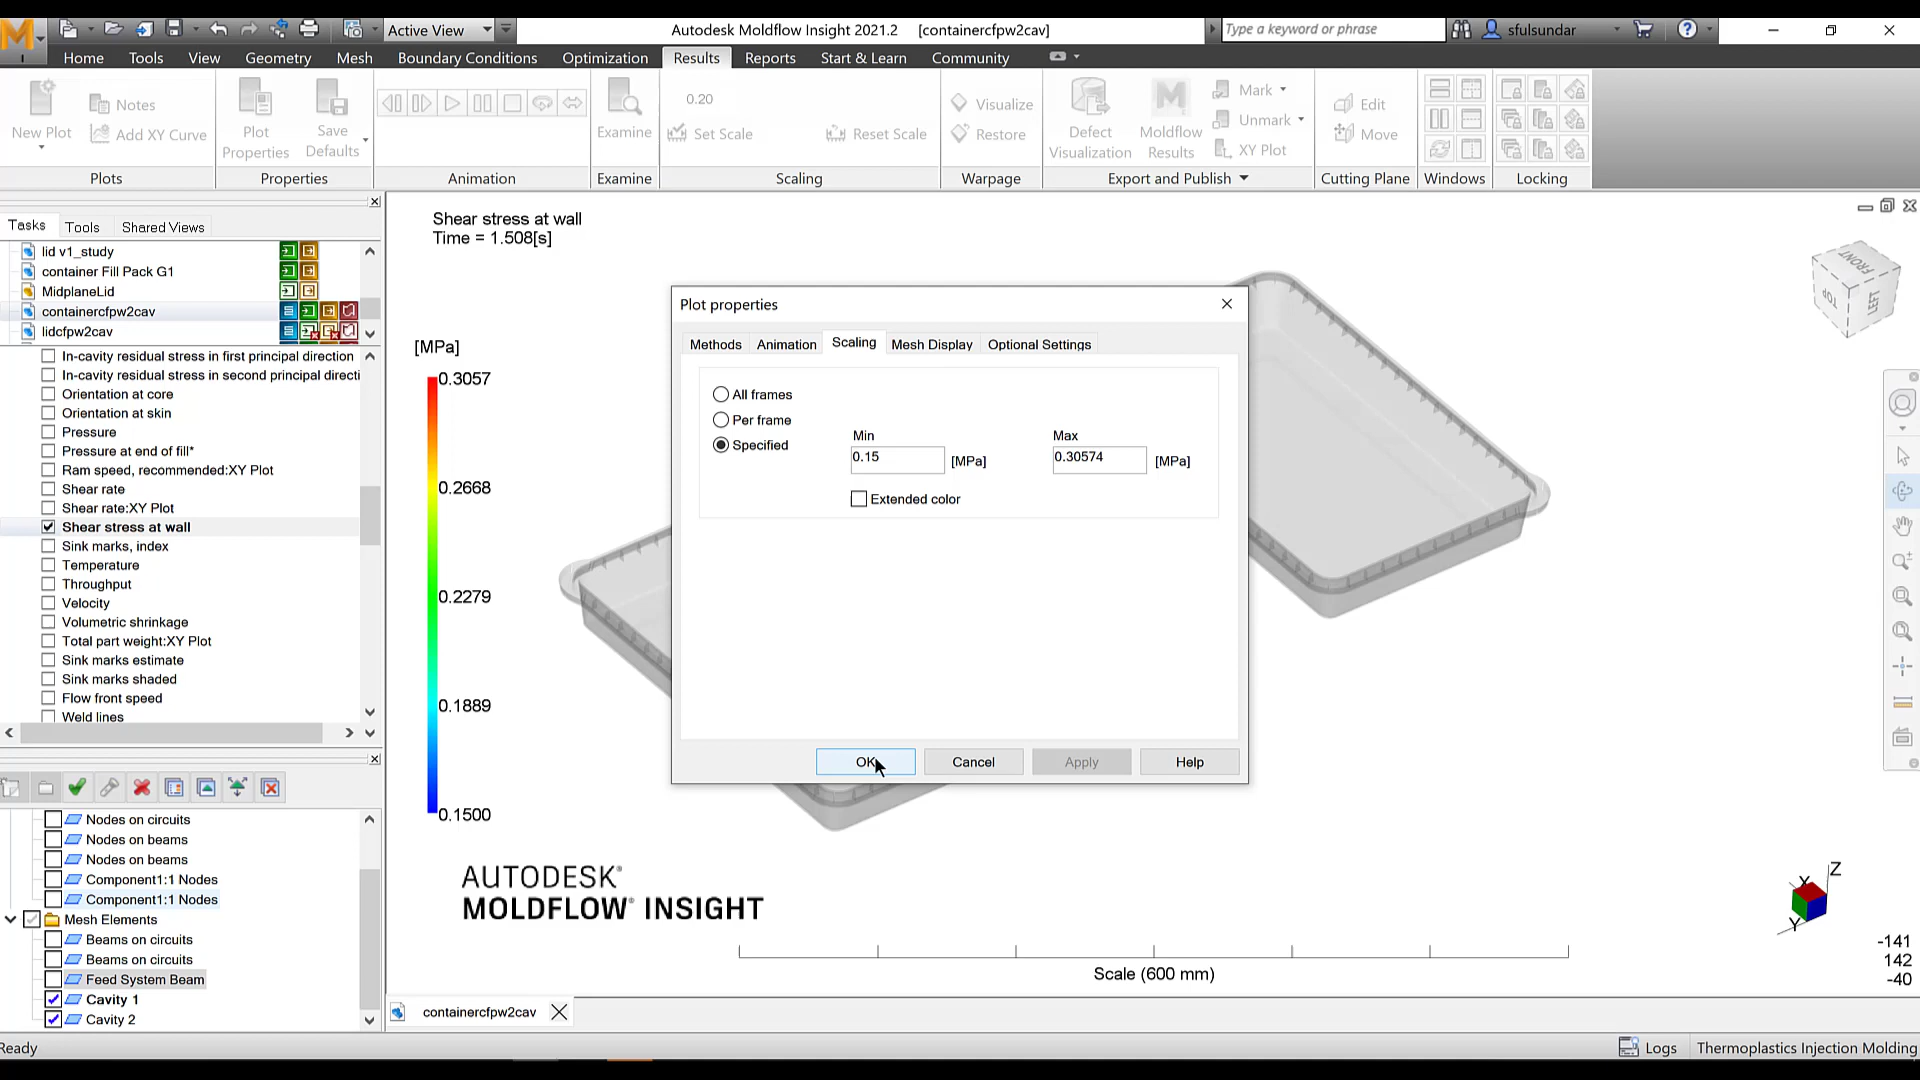 Active View
Autodesk Moldflow Insight 2021.2 [containercfpw2cav]
Type a keyword or phrase
sfulsundar
Home
Tools
View
Geometry
Mesh
Boundary Conditions
Optimization
Results
Reports
Start & Learn
Community
New Plot
Notes
Add XY Curve
Plots
Plot
Properties
Save
Defaults
Properties
Animation
Examine
Examine
0.20
Set Scale
Reset Scale
Scaling
Visualize
Restore
Warpage
Defect
Visualization
Moldflow
Results
Mark
Unmark
XY Plot
Export and Publish
Edit
Move
Cutting Plane
Windows
Locking
Tasks
Tools
Shared Views
lid v1_study
container Fill Pack G1
MidplaneLid
containercfpw2cav
lidcfpw2cav
In-cavity residual stress in first principal direction
In-cavity residual stress in second principal directi
Orientation at core
Orientation at skin
Pressure
Pressure at end of fill*
Ram speed, recommended:XY Plot
Shear rate
Shear rate:XY Plot
Shear stress at wall
Sink marks, index
Temperature
Throughput
Velocity
Volumetric shrinkage
Total part weight:XY Plot
Sink marks estimate
Sink marks shaded
Flow front speed
Weld lines
Nodes on circuits
Nodes on beams
Nodes on beams
Component1:1 Nodes
Component1:1 Nodes
Mesh Elements
Beams on circuits
Beams on circuits
Feed System Beam
Cavity 1
Cavity 2
Shear stress at wall
Time = 1.508[s]
[MPa]
0.3057
0.2668
0.2279
0.1889
0.1500
Plot properties
Methods
Animation
Scaling
Mesh Display
Optional Settings
All frames
Per frame
Specified
Min
0.15
[MPa]
Max
0.30574
[MPa]
Extended color
OK
Cancel
Apply
Help
FRONT
TOP
LEFT
AUTODESK®
MOLDFLOW® INSIGHT
Scale (600 mm)
Z
X
Y
-141
142
-40
containercfpw2cav
Ready
Logs
Thermoplastics Injection Molding